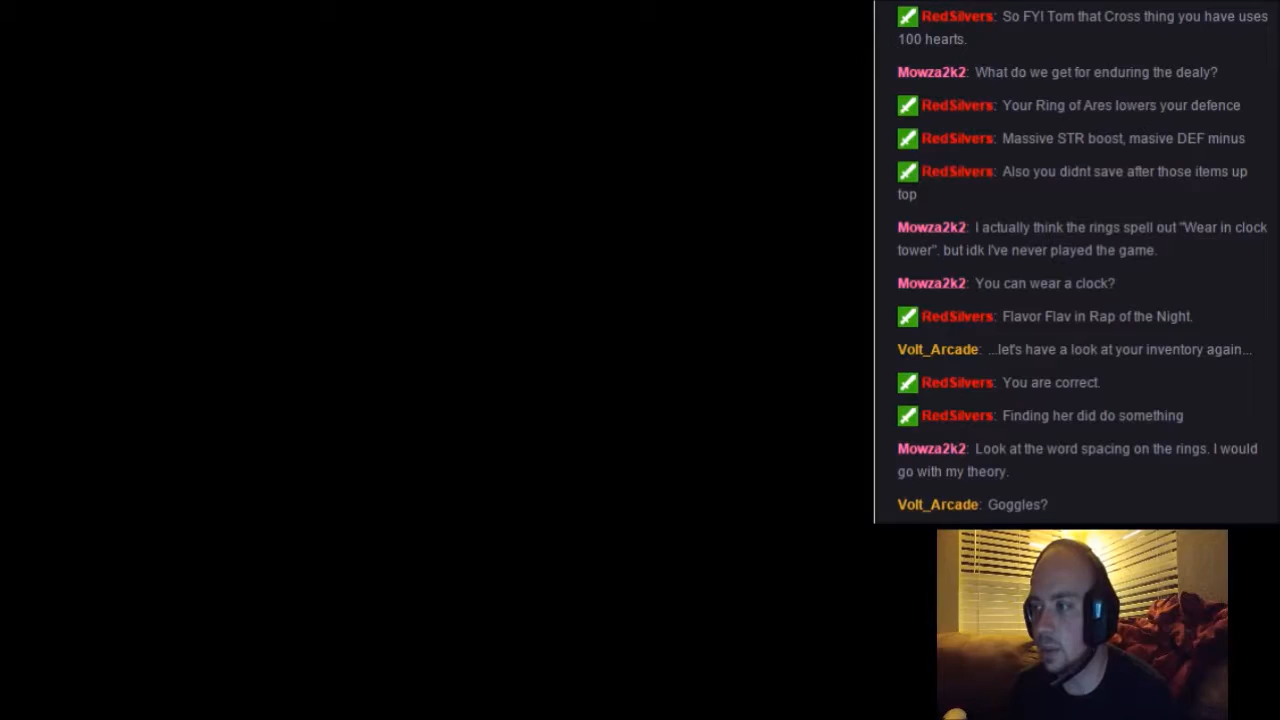 RedSilvers: So FYI Tom that Cross thing you have uses
100 hearts.
Mowza2k2: What do we get for enduring the dealy?
RedSilvers: Your Ring of Ares lowers your defence
RedSilvers: Massive STR boost, masive DEF minus
RedSilvers: Also you didnt save after those items up
top
Mowza2k2: I actually think the rings spell out "Wear in clock
tower". but idk I've never played the game.
Mowza2k2: You can wear a clock?
RedSilvers: Flavor Flav in Rap of the Night.
Volt_Arcade: ...let's have a look at your inventory again...
RedSilvers: You are correct.
RedSilvers: Finding her did do something
Mowza2k2: Look at the word spacing on the rings. I would
go with my theory.
Volt_Arcade: Goggles?